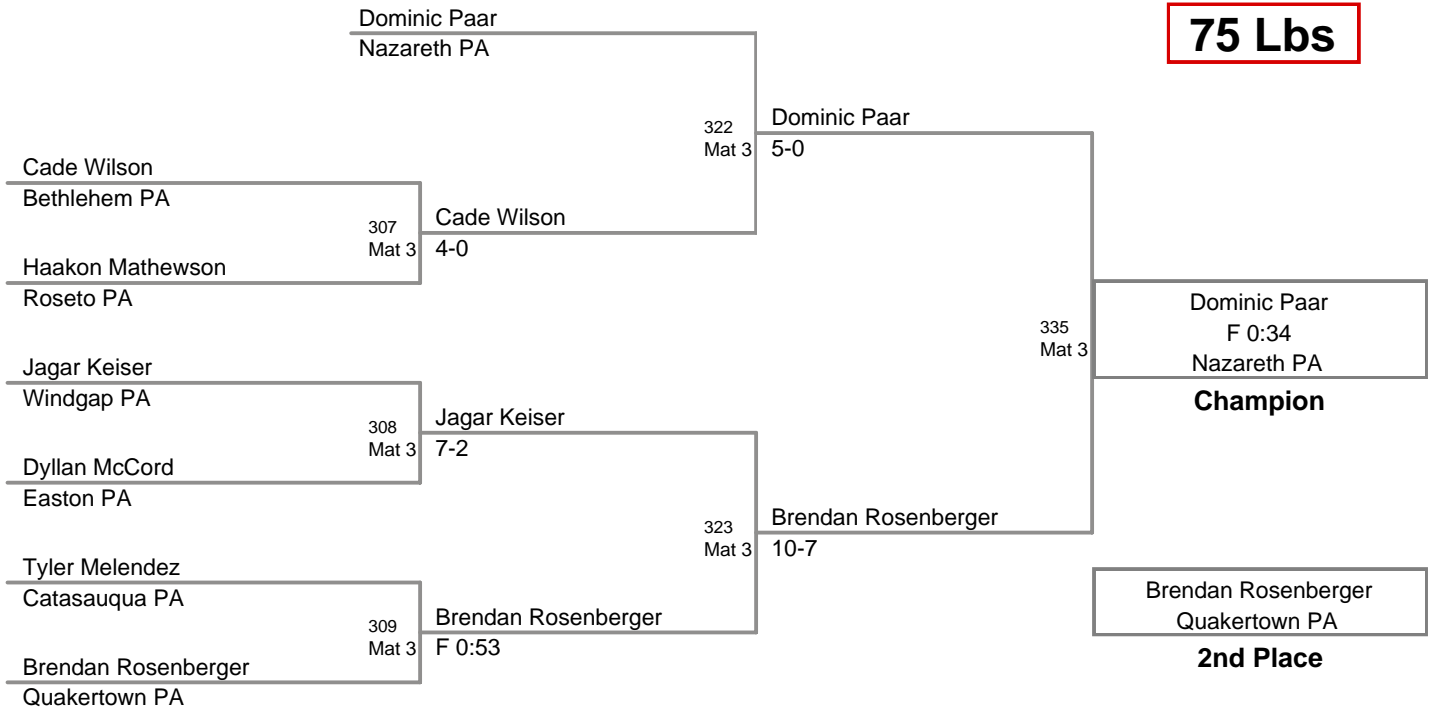 Dominic Paar
Nazareth PA
75 Lbs
322
Mat 3
Dominic Paar
5-0
Cade Wilson
Bethlehem PA
307
Mat 3
Cade Wilson
4-0
Haakon Mathewson
Roseto PA
335
Mat 3
Dominic Paar
F 0:34
Nazareth PA
Champion
Jagar Keiser
Windgap PA
308
Mat 3
Jagar Keiser
7-2
Dyllan McCord
Easton PA
323
Mat 3
Brendan Rosenberger
10-7
Tyler Melendez
Catasauqua PA
309
Mat 3
Brendan Rosenberger
F 0:53
Brendan Rosenberger
Quakertown PA
Brendan Rosenberger
Quakertown PA
2nd Place